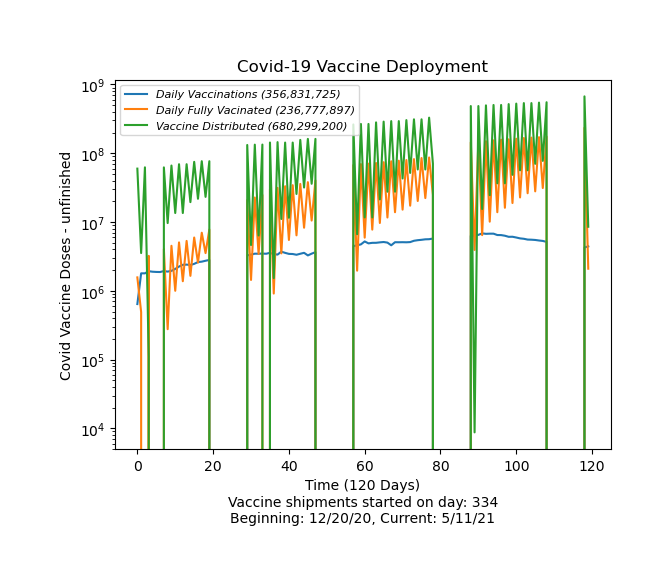 Covid-19 Vaccine Deployment
Daily Vaccinations (356,831,725)
Daily Fully Vacinated (236,777,897)
Vaccine Distributed (680,299,200)
Covid Vaccine Doses - unfinished
10⁹
10⁸
10⁷
10⁶
10⁵
10⁴
0 20 40 60 80 100 120
Time (120 Days)
Vaccine shipments started on day: 334
Beginning: 12/20/20, Current: 5/11/21